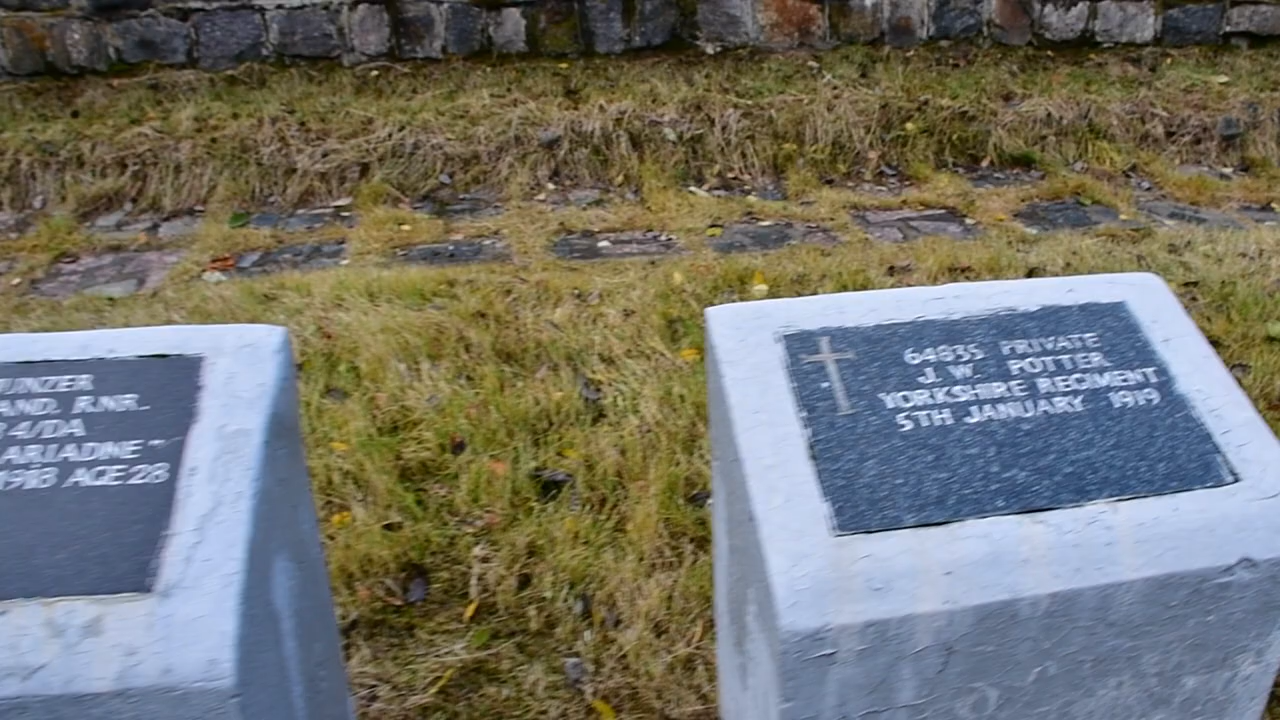 UNZER
AND. RNR.
4/DA
ARIADNE"
1918 AGE 28
64835 PRIVATE
J. W. POTTER
YORKSHIRE REGIMENT
5TH JANUARY 1919